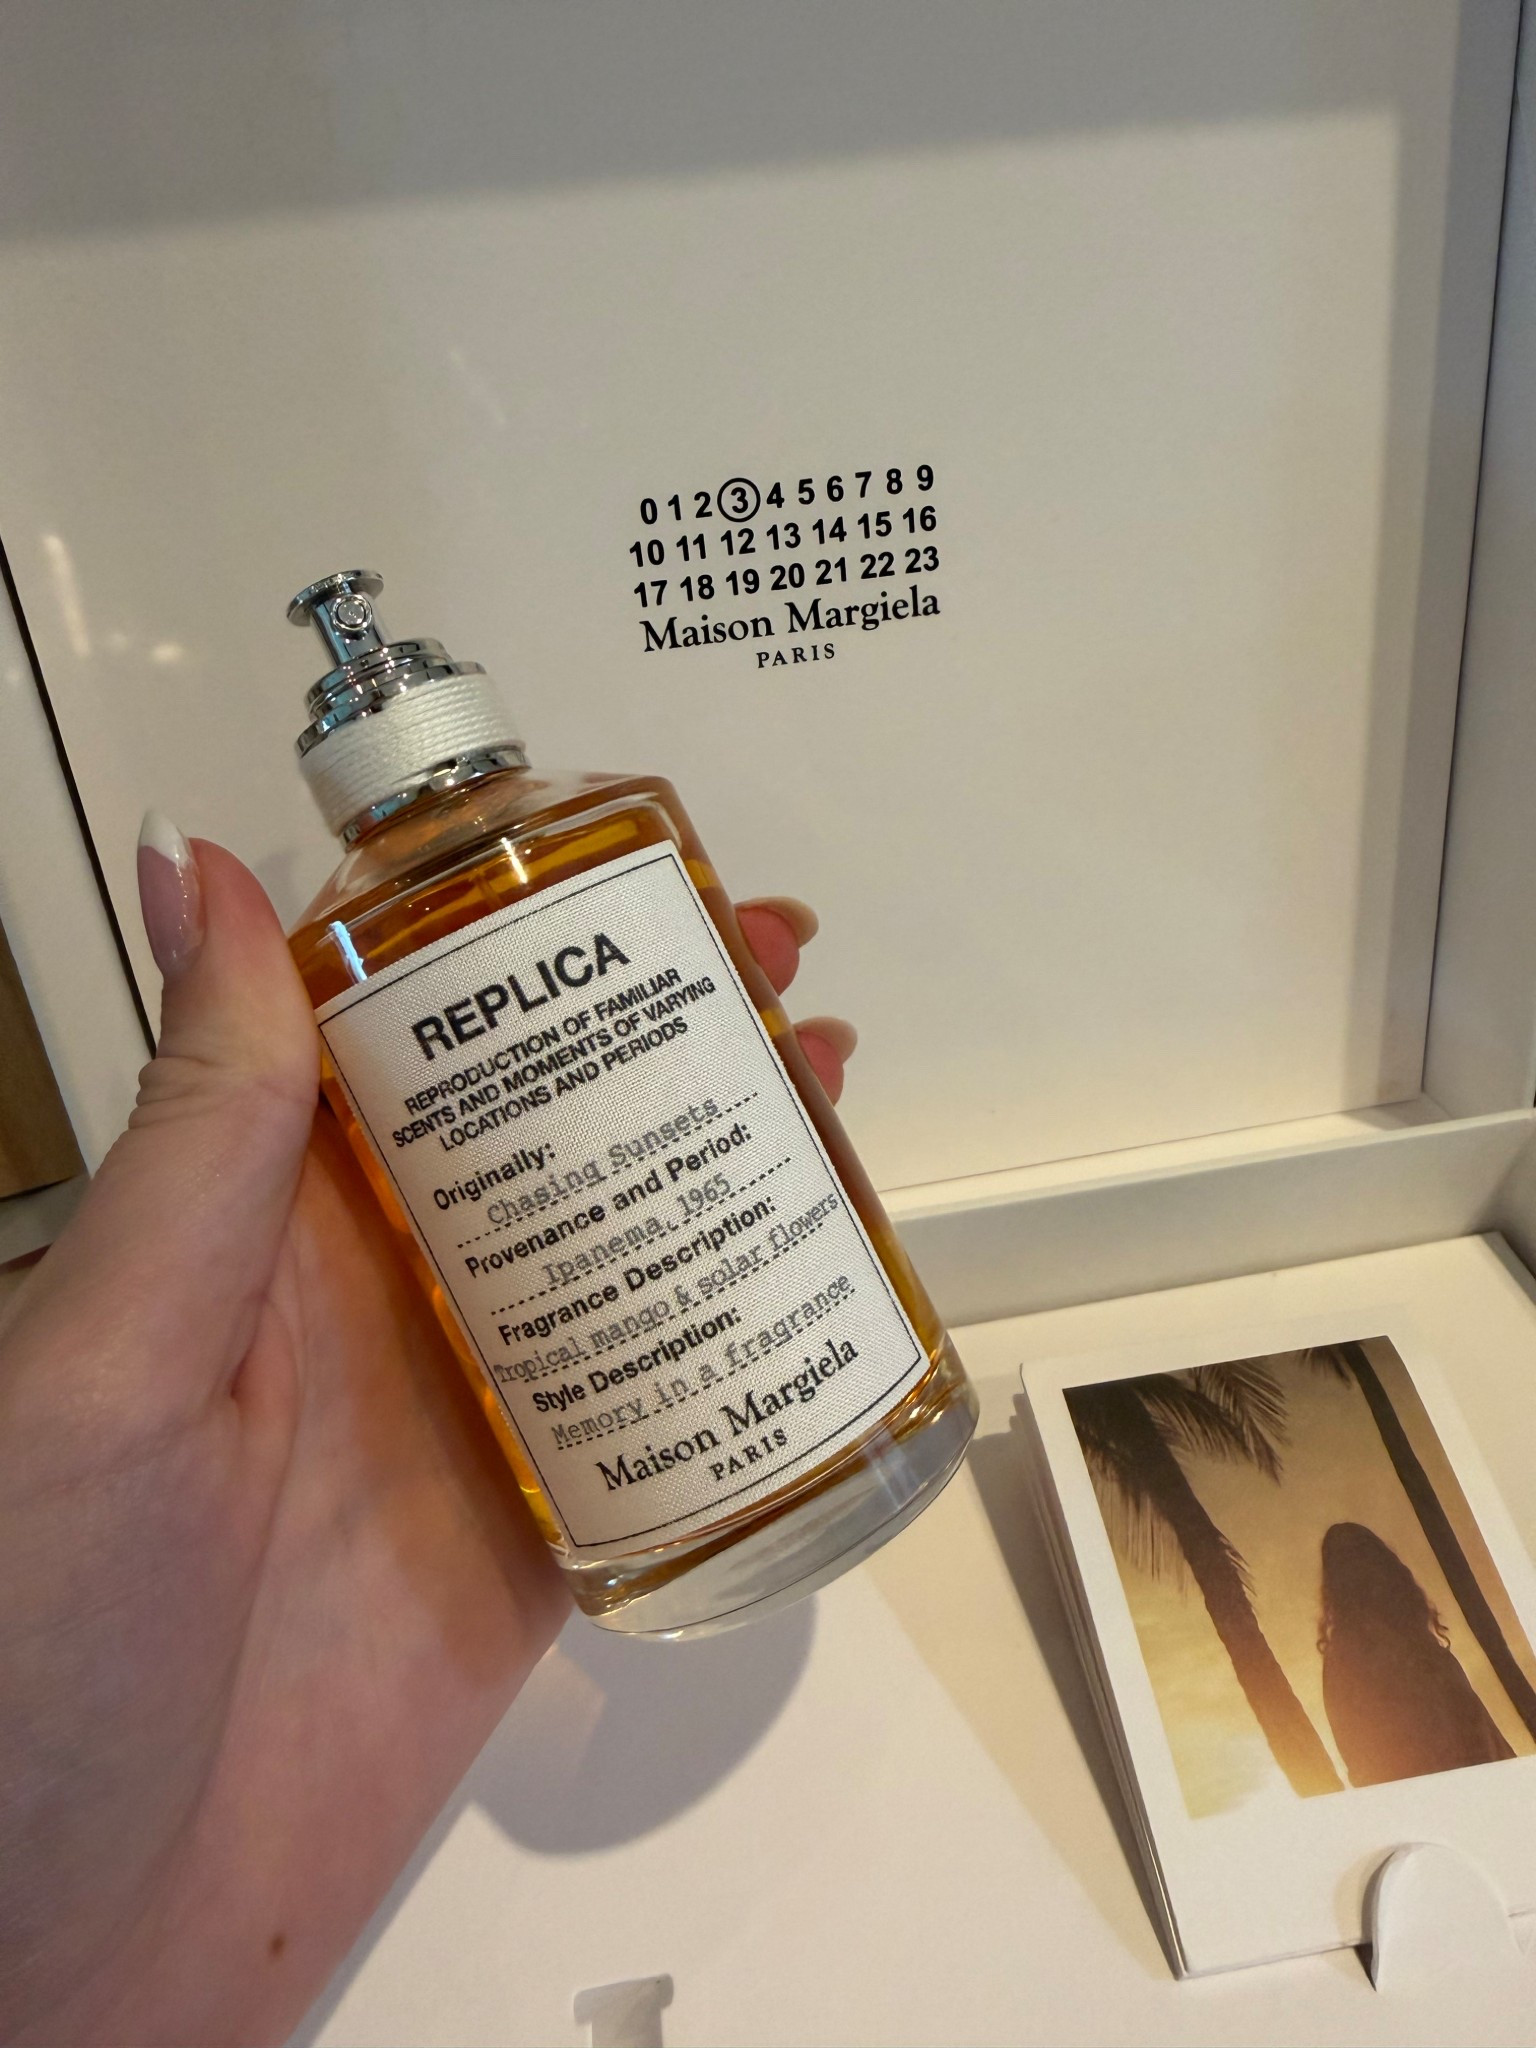 0 1 2 3 4 5 6 7 8 9
10 11 12 13 14 15 16
17 18 19 20 21 22 23
Maison Margiela
PARIS
REPLICA
REPRODUCTION OF FAMILIAR
SCENTS AND MOMENTS OF VARYING
LOCATIONS AND PERIODS
Originally:
Chasing Sunsets
Provenance and Period:
Ipanema, 1965
Fragrance Description:
Tropical mango & solar flowers
Style Description:
Memory in a fragrance
Maison Margiela
PARIS